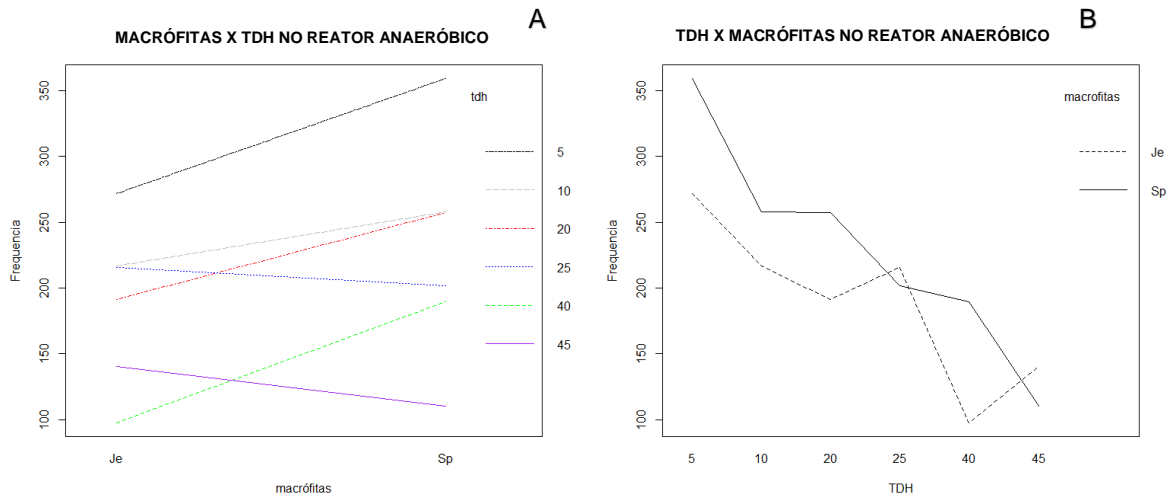 A
MACRÓFITAS X TDH NO REATOR ANAERÓBICO
350
300
250
200
150
100
Frequencia
tdh
5
10
20
25
40
45
Je
Sp
macrófitas
B
TDH X MACRÓFITAS NO REATOR ANAERÓBICO
350
300
250
200
150
100
Frequencia
macrofitas
Je
Sp
5 10 20 25 40 45
TDH